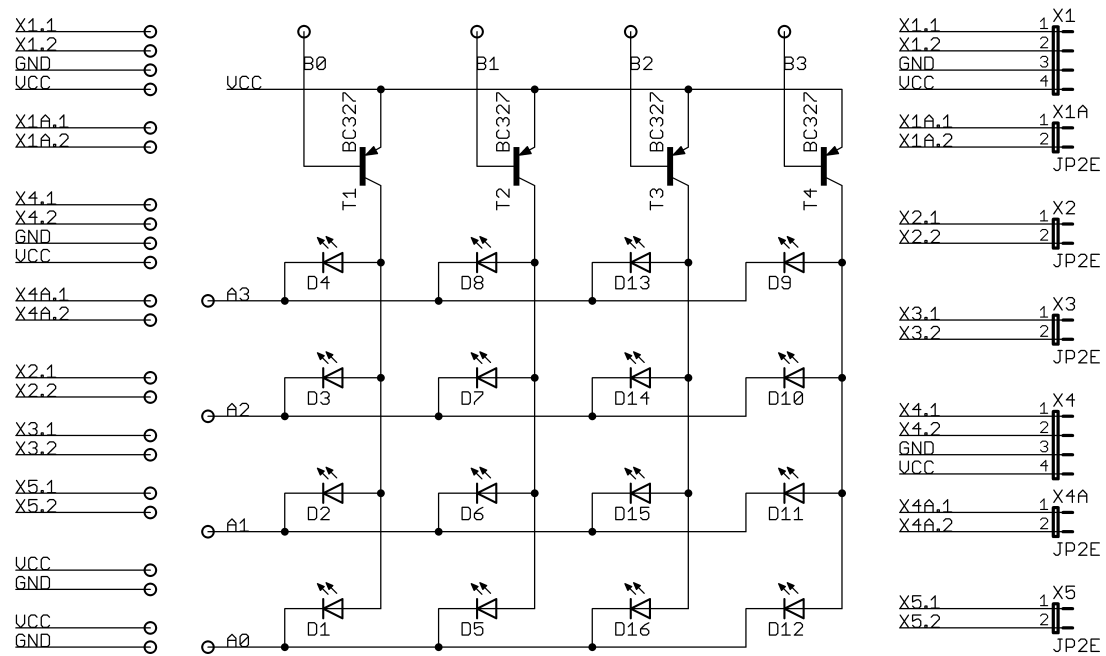 X1.1
X1.2
GND
VCC
X1A.1
X1A.2
X4.1
X4.2
GND
VCC
X4A.1
X4A.2
X2.1
X2.2
X3.1
X3.2
X5.1
X5.2
VCC
GND
VCC
GND
B0 B1 B2 B3
VCC
BC327 BC327 BC327 BC327
T1 T2 T3 T4
D4 D8 D13 D9
A3
D3 D7 D14 D10
A2
D2 D6 D15 D11
A1
D1 D5 D16 D12
A0
X1
X1.1 1
X1.2 2
GND 3
VCC 4
X1A
X1A.1 1
X1A.2 2
JP2E
X2
X2.1 1
X2.2 2
JP2E
X3
X3.1 1
X3.2 2
JP2E
X4
X4.1 1
X4.2 2
GND 3
VCC 4
X4A
X4A.1 1
X4A.2 2
JP2E
X5
X5.1 1
X5.2 2
JP2E